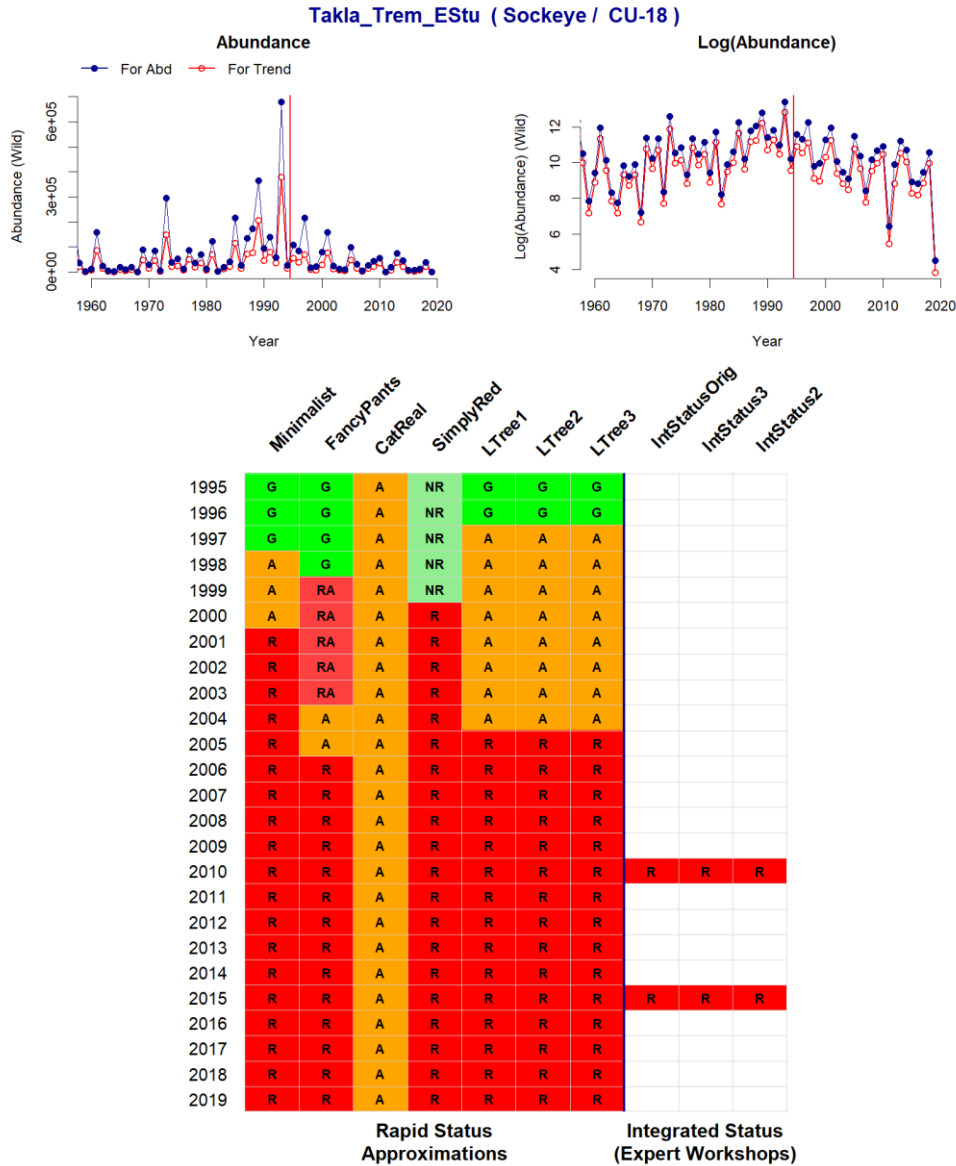 Takla_Trem_EStu ( Sockeye / CU-18 )
Abundance
For Abd For Trend
Abundance (Wild)
6e+05
3e+05
0e+00
1960 1970 1980 1990 2000 2010 2020
Year
Log(Abundance)
Log(Abundance) (Wild)
12
10
8
6
4
1960 1970 1980 1990 2000 2010 2020
Year
Minimalist FancyPants CatReal SimplyRed LTree1 LTree2 LTree3 IntStatusOrig IntStatus3 IntStatus2
1995 G G A NR G G G
1996 G G A NR G G G
1997 G G A NR A A A
1998 A G A NR A A A
1999 A RA A NR A A A
2000 A RA A R A A A
2001 R RA A R A A A
2002 R RA A R A A A
2003 R RA A R A A A
2004 R A A R A A A
2005 R A A R R R R
2006 R R A R R R R
2007 R R A R R R R
2008 R R A R R R R
2009 R R A R R R R
2010 R R A R R R R R R R
2011 R R A R R R R
2012 R R A R R R R
2013 R R A R R R R
2014 R R A R R R R
2015 R R A R R R R R R R
2016 R R A R R R R
2017 R R A R R R R
2018 R R A R R R R
2019 R R A R R R R
Rapid Status
Approximations
Integrated Status
(Expert Workshops)